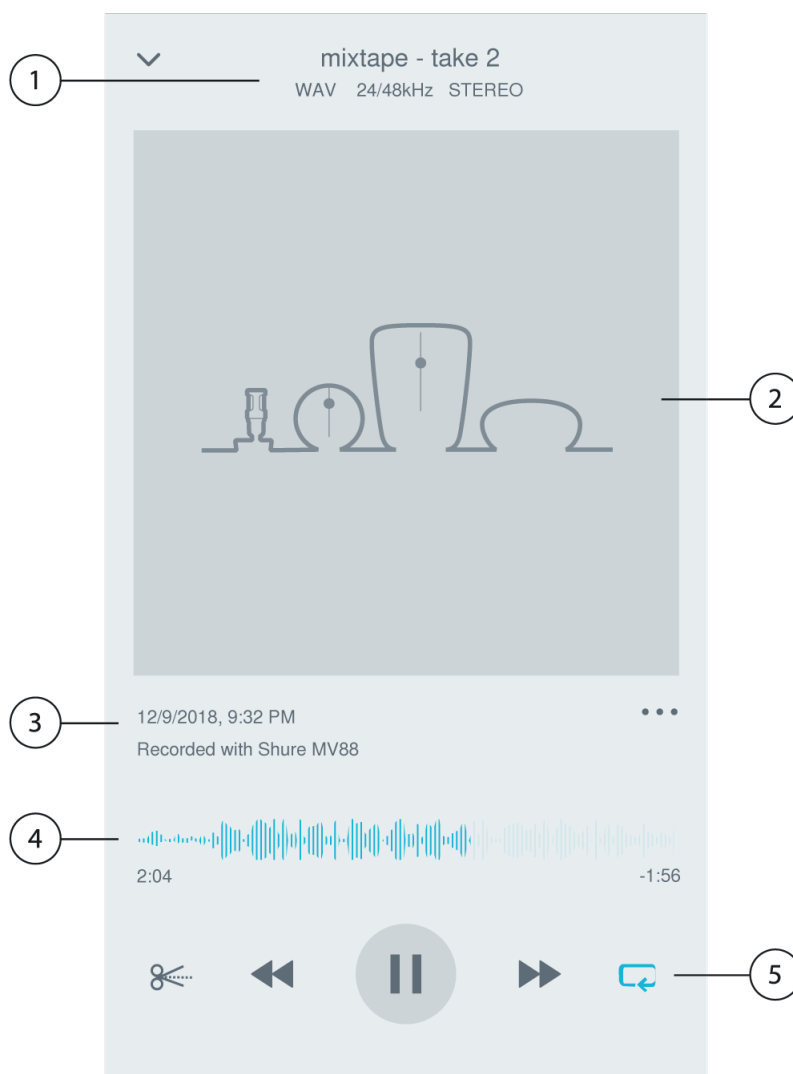 1
mixtape - take 2
WAV 24/48kHz STEREO
2
3
12/9/2018, 9:32 PM
Recorded with Shure MV88
4
2:04
-1:56
5